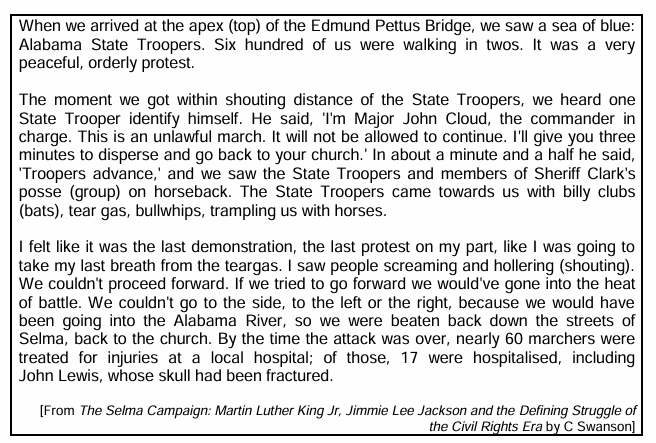 When we arrived at the apex (top) of the Edmund Pettus Bridge, we saw a sea of blue:
Alabama State Troopers. Six hundred of us were walking in twos. It was a very
peaceful, orderly protest.
The moment we got within shouting distance of the State Troopers, we heard one
State Trooper identify himself. He said, 'I'm Major John Cloud, the commander in
charge. This is an unlawful march. It will not be allowed to continue. I'll give you three
minutes to disperse and go back to your church.' In about a minute and a half he said,
'Troopers advance,' and we saw the State Troopers and members of Sheriff Clark's
posse (group) on horseback. The State Troopers came towards us with billy clubs
(bats), tear gas, bullwhips, trampling us with horses.
I felt like it was the last demonstration, the last protest on my part, like I was going to
take my last breath from the teargas. I saw people screaming and hollering (shouting).
We couldn't proceed forward. If we tried to go forward we would've gone into the heat
of battle. We couldn't go to the side, to the left or the right, because we would have
been going into the Alabama River, so we were beaten back down the streets of
Selma, back to the church. By the time the attack was over, nearly 60 marchers were
treated for injuries at a local hospital; of those, 17 were hospitalised, including
John Lewis, whose skull had been fractured.
[From The Selma Campaign: Martin Luther King Jr, Jimmie Lee Jackson and the Defining Struggle of
the Civil Rights Era by C Swanson]